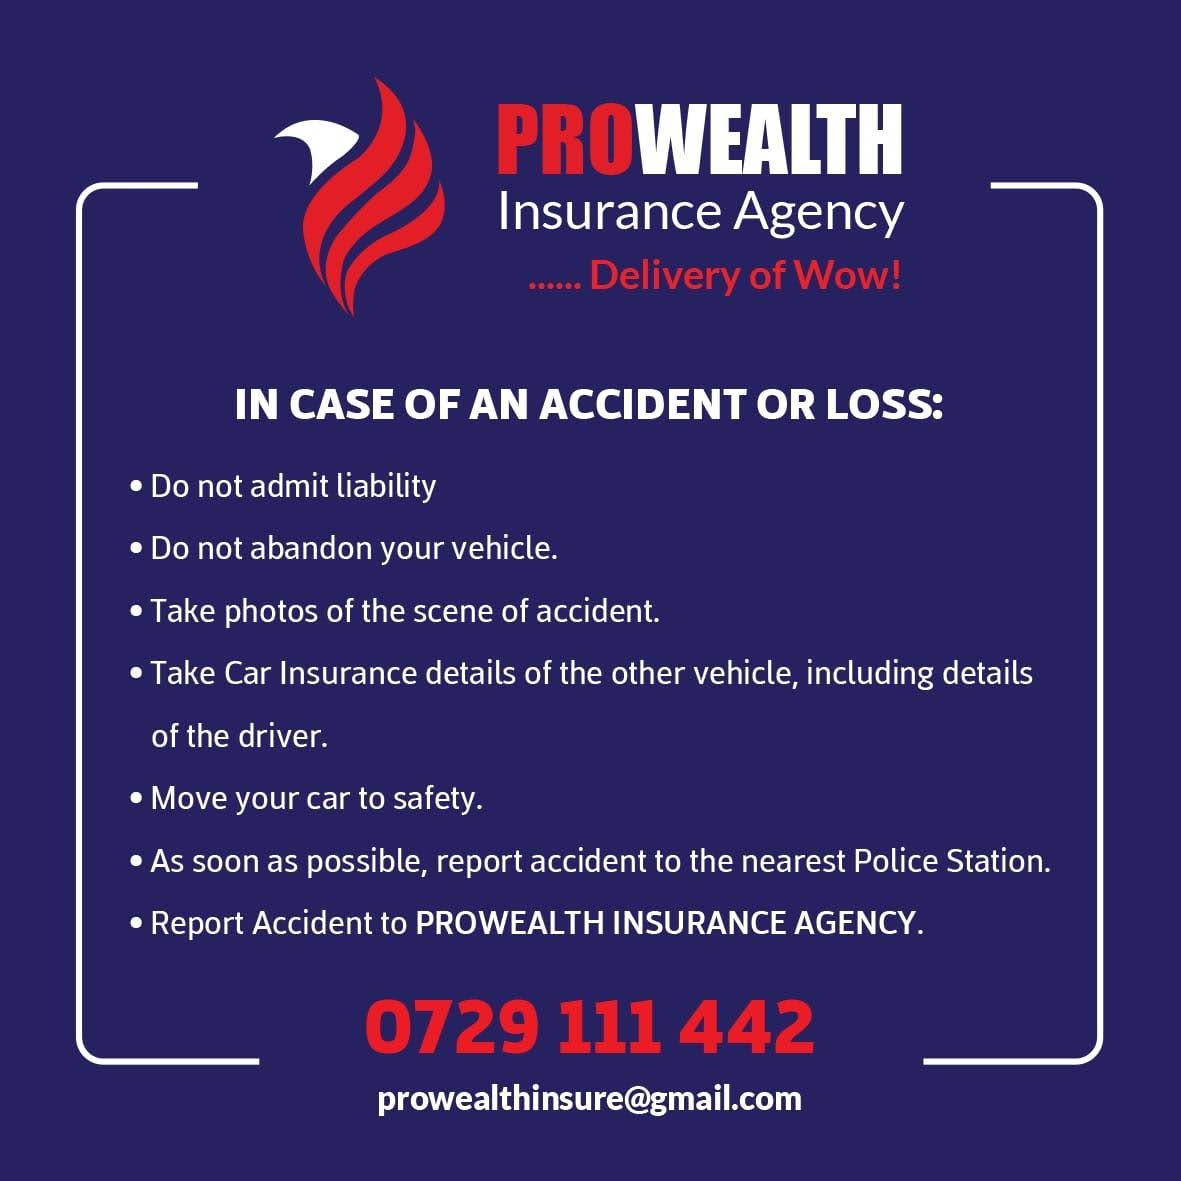 PROWEALTH
Insurance Agency
...... Delivery of Wow!
IN CASE OF AN ACCIDENT OR LOSS:
• Do not admit liability
• Do not abandon your vehicle.
• Take photos of the scene of accident.
• Take Car Insurance details of the other vehicle, including details
of the driver.
• Move your car to safety.
• As soon as possible, report accident to the nearest Police Station.
• Report Accident to PROWEALTH INSURANCE AGENCY.
0729 111 442
prowealthinsure@gmail.com